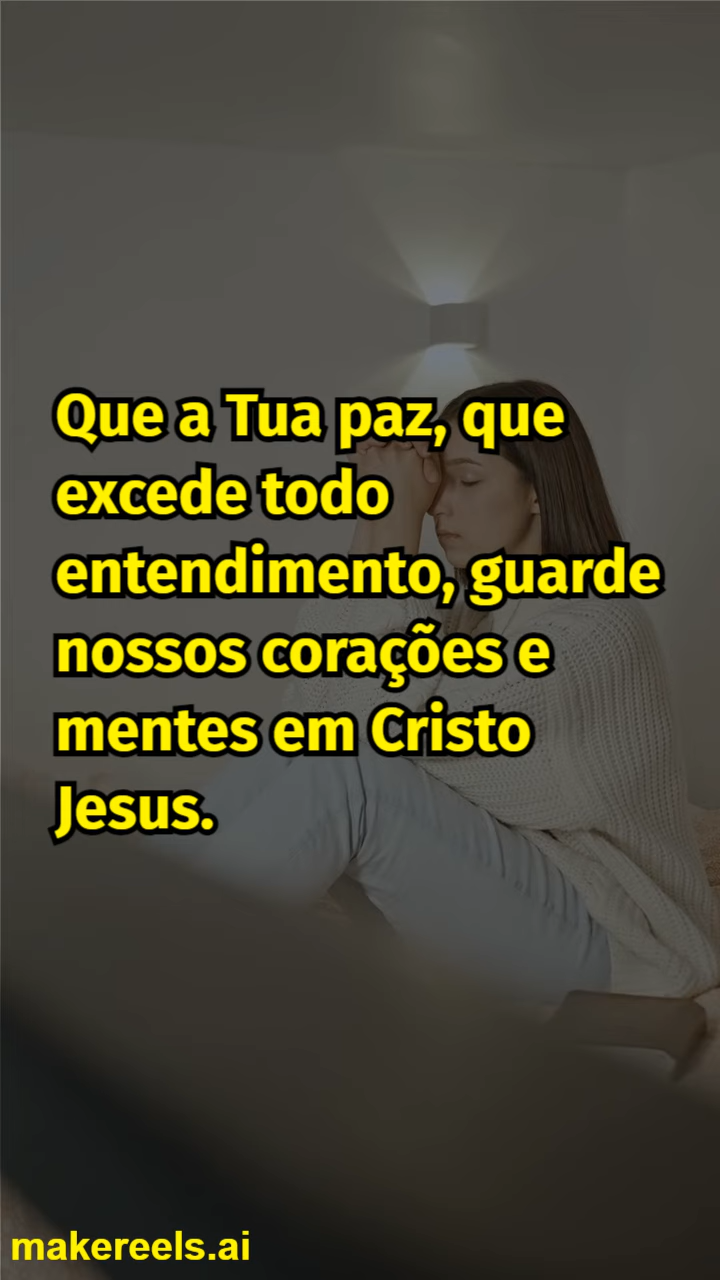 Que a Tua paz, que
excede todo
entendimento, guarde
nossos corações e
mentes em Cristo
Jesus.
makereels.ai